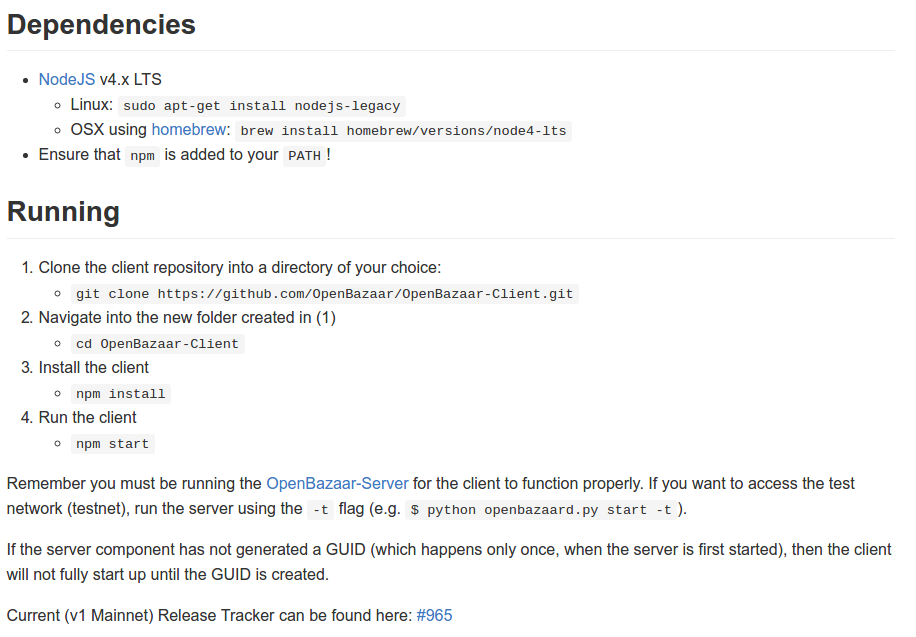 Dependencies
NodeJS v4.x LTS
Linux: sudo apt-get install nodejs-legacy
OSX using homebrew: brew install homebrew/versions/node4-lts
Ensure that npm is added to your PATH !
Running
1. Clone the client repository into a directory of your choice:
git clone https://github.com/OpenBazaar/OpenBazaar-Client.git
2. Navigate into the new folder created in (1)
cd OpenBazaar-Client
3. Install the client
npm install
4. Run the client
npm start
Remember you must be running the OpenBazaar-Server for the client to function properly. If you want to access the test
network (testnet), run the server using the -t flag (e.g. $ python openbazaard.py start -t ).
If the server component has not generated a GUID (which happens only once, when the server is first started), then the client
will not fully start up until the GUID is created.
Current (v1 Mainnet) Release Tracker can be found here: #965